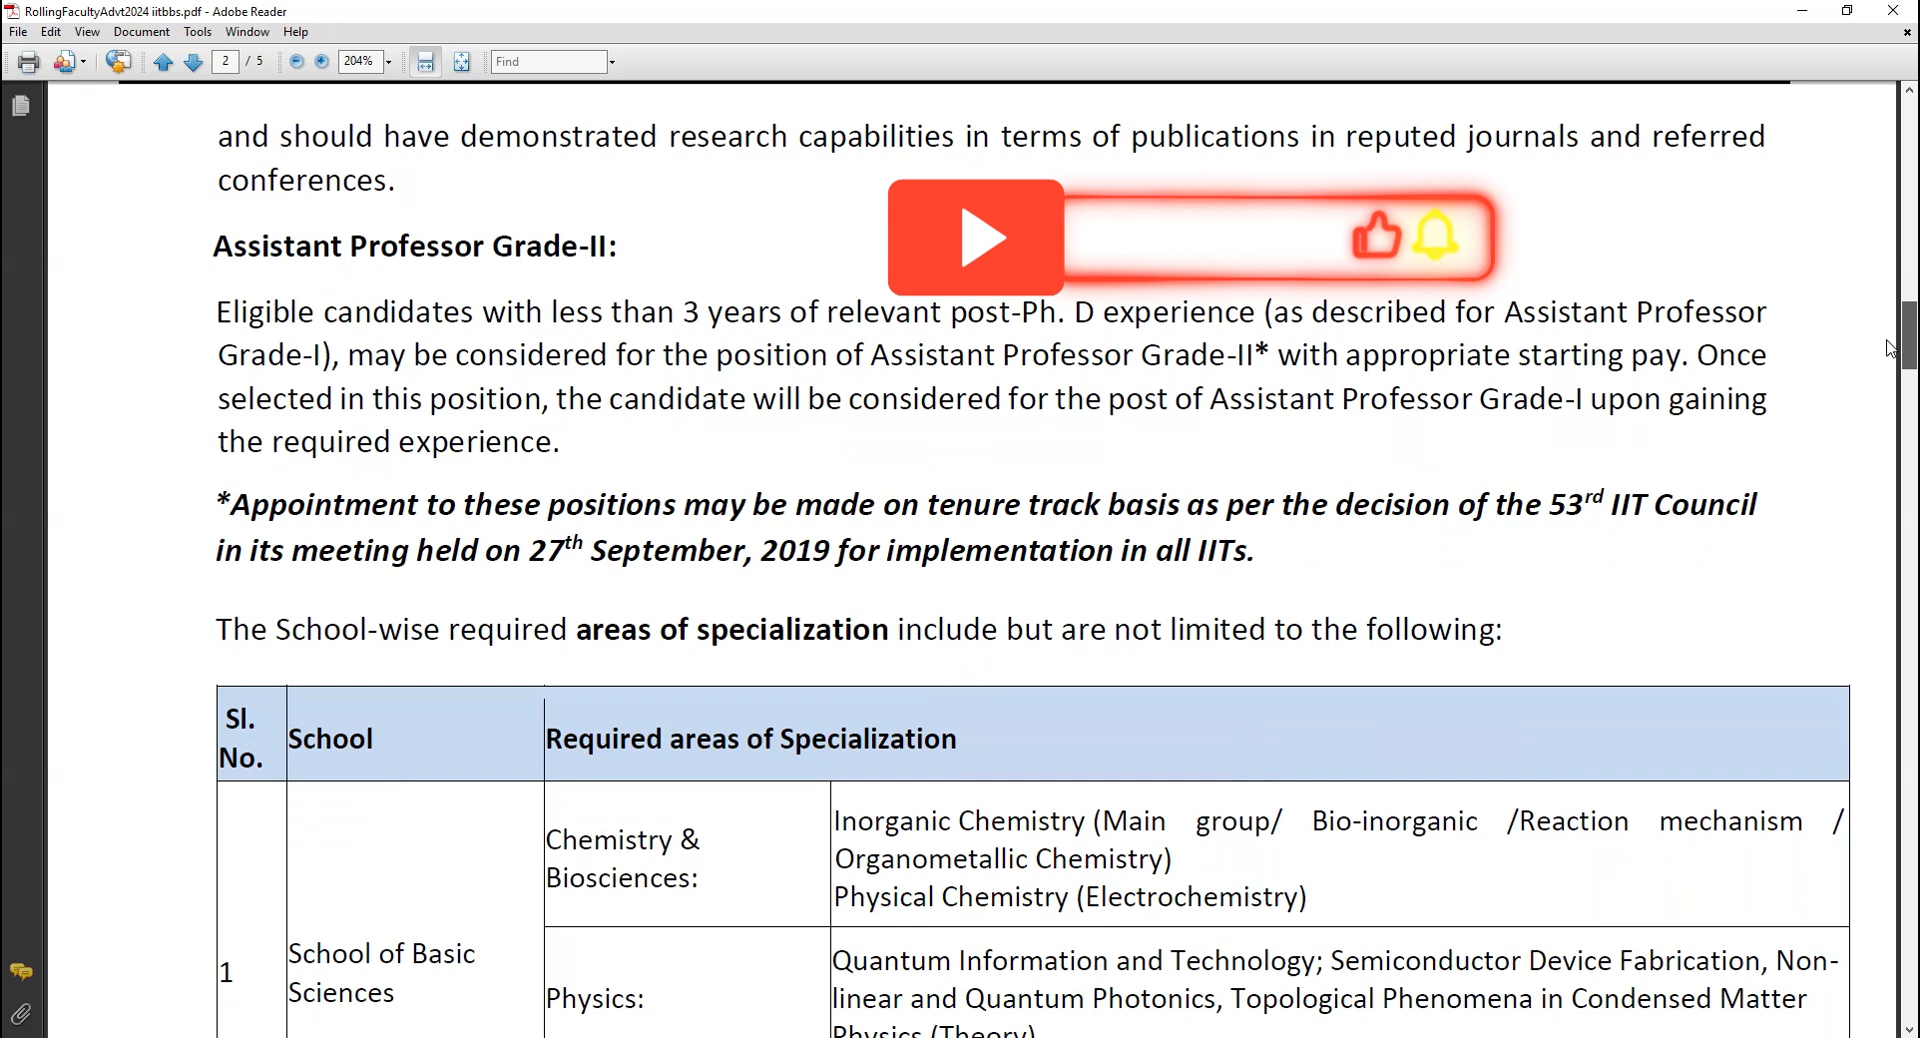 RollingFacultyAdvt2024 iitbbs.pdf - Adobe Reader
File Edit View Document Tools Window Help
2 / 5 204% Find
and should have demonstrated research capabilities in terms of publications in reputed journals and referred
conferences.
Assistant Professor Grade-II:
Eligible candidates with less than 3 years of relevant post-Ph. D experience (as described for Assistant Professor
Grade-I), may be considered for the position of Assistant Professor Grade-II* with appropriate starting pay. Once
selected in this position, the candidate will be considered for the post of Assistant Professor Grade-I upon gaining
the required experience.
*Appointment to these positions may be made on tenure track basis as per the decision of the 53rd IIT Council
in its meeting held on 27th September, 2019 for implementation in all IITs.
The School-wise required areas of specialization include but are not limited to the following:
Sl.
No.
School
Required areas of Specialization
1
School of Basic
Sciences
Chemistry &
Biosciences:
Inorganic Chemistry (Main group/ Bio-inorganic /Reaction mechanism /
Organometallic Chemistry)
Physical Chemistry (Electrochemistry)
Physics:
Quantum Information and Technology; Semiconductor Device Fabrication, Non-
linear and Quantum Photonics, Topological Phenomena in Condensed Matter
Physics (Theory)